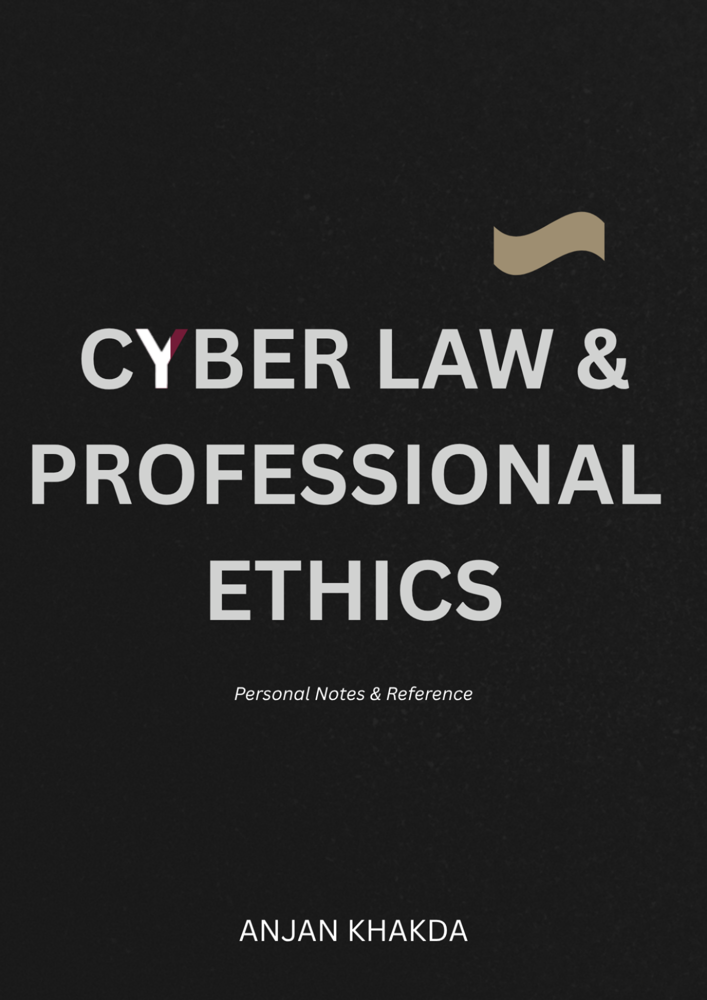 CYBER LAW &
PROFESSIONAL
ETHICS
Personal Notes & Reference
ANJAN KHAKDA